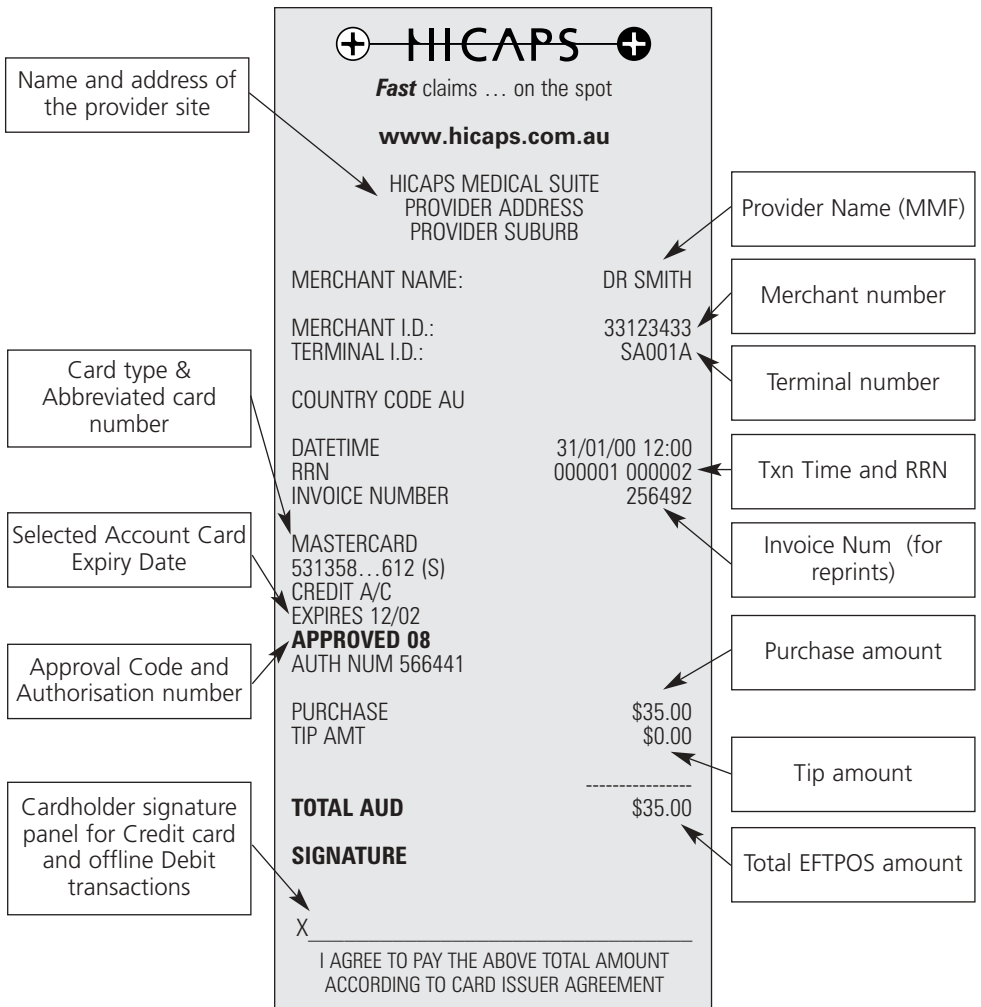 HICAPS
Fast claims … on the spot
www.hicaps.com.au
HICAPS MEDICAL SUITE
PROVIDER ADDRESS
PROVIDER SUBURB
MERCHANT NAME: DR SMITH
MERCHANT I.D.: 33123433
TERMINAL I.D.: SA001A
COUNTRY CODE AU
DATETIME 31/01/00 12:00
RRN 000001 000002
INVOICE NUMBER 256492
MASTERCARD
531358…612 (S)
CREDIT A/C
EXPIRES 12/02
APPROVED 08
AUTH NUM 566441
PURCHASE $35.00
TIP AMT $0.00
----------------
TOTAL AUD $35.00
SIGNATURE
X
I AGREE TO PAY THE ABOVE TOTAL AMOUNT
ACCORDING TO CARD ISSUER AGREEMENT
Name and address of
the provider site
Card type &
Abbreviated card
number
Selected Account Card
Expiry Date
Approval Code and
Authorisation number
Cardholder signature
panel for Credit card
and offline Debit
transactions
Provider Name (MMF)
Merchant number
Terminal number
Txn Time and RRN
Invoice Num (for
reprints)
Purchase amount
Tip amount
Total EFTPOS amount